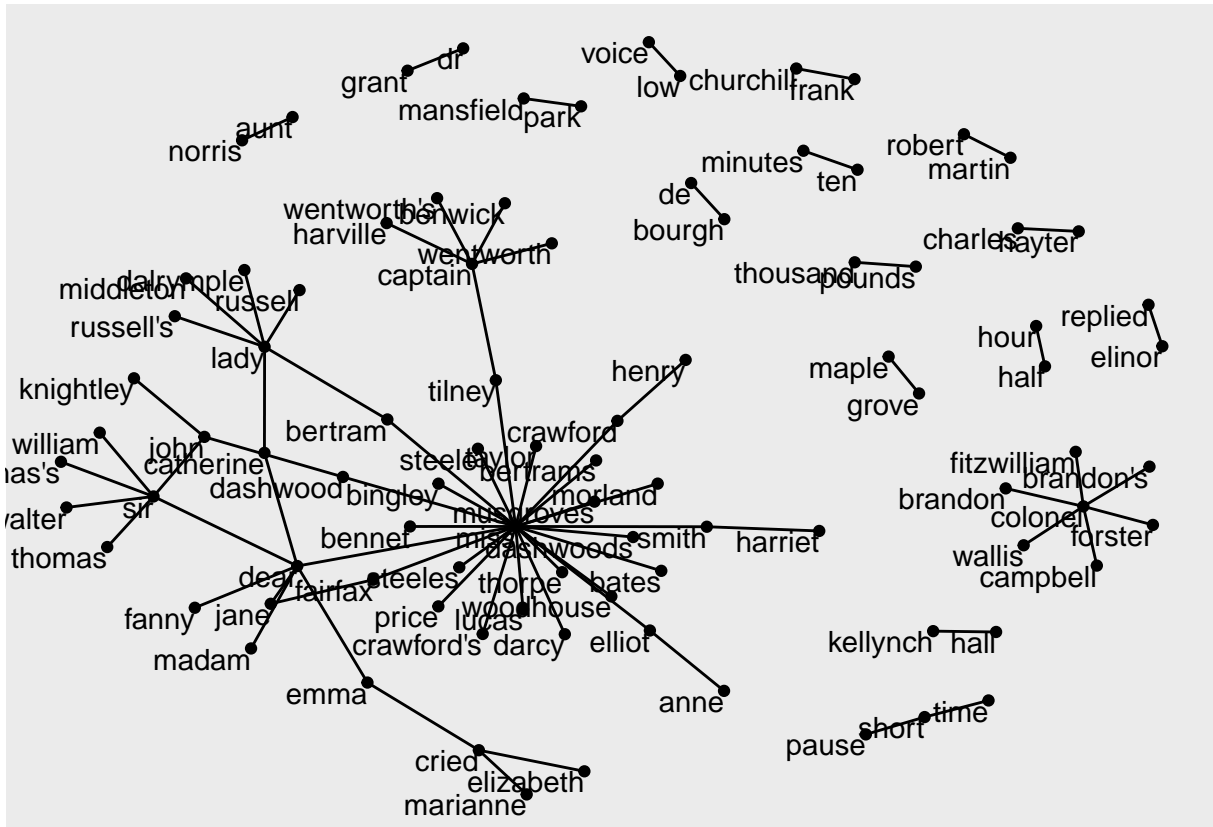 voice
dr
low
churchill
grant
frank
mansfield
park
aunt
norris
robert
martin
minutes
ten
de
bourgh
wentworth's
benwick
harville
wentworth
captain
charles
hayter
thousand
pounds
dalrymple
middleton
russell
russell's
lady
replied
hour
elinor
half
maple
grove
henry
tilney
knightley
bertram
crawford
william
john
catherine
steele
taylor
bertrams
mas's
dashwood
bingley
morland
fitzwilliam
brandon's
brandon
colonel
forster
walter
sir
musgroves
miss
bennet
dashwoods
smith
harriet
thomas
wallis
campbell
dear
fairfax
steeles
thorpe
bates
woodhouse
fanny
jane
price
lucas
crawford's
darcy
elliot
madam
kellynch
hall
emma
anne
short
time
pause
cried
elizabeth
marianne